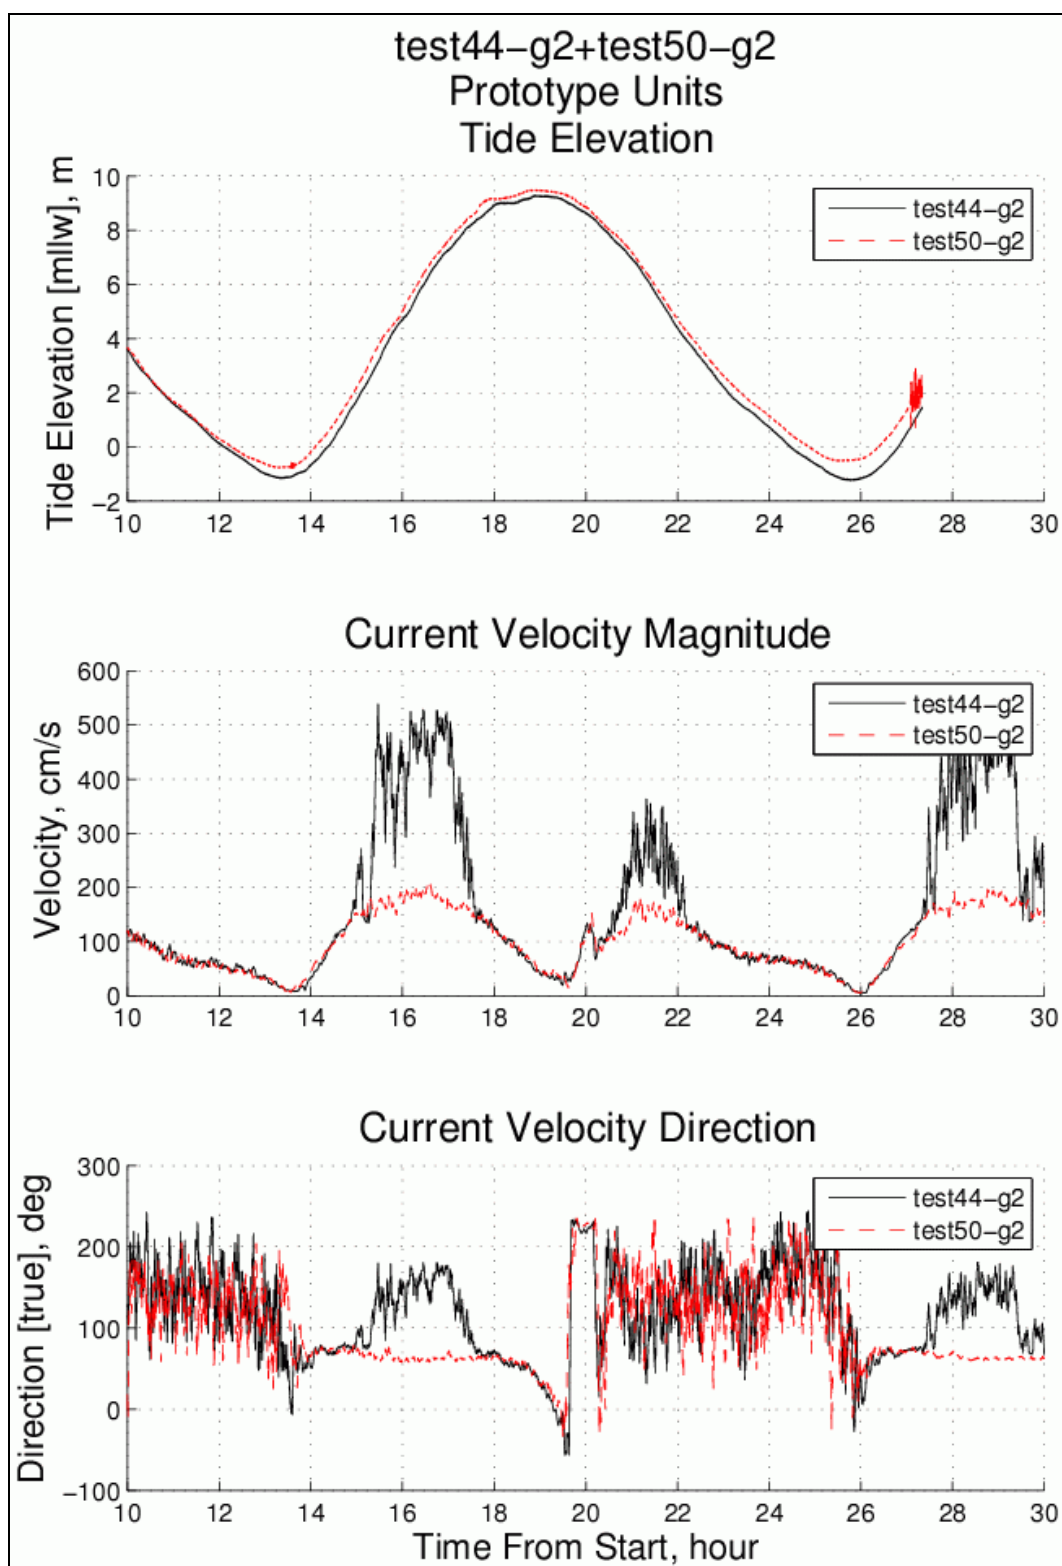 test44-g2+test50-g2
Prototype Units
Tide Elevation
Tide Elevation [mllw], m
10
8
6
4
2
0
−2
test44−g2
test50−g2
10 12 14 16 18 20 22 24 26 28 30
Current Velocity Magnitude
Velocity, cm/s
600
500
400
300
200
100
0
test44−g2
test50−g2
10 12 14 16 18 20 22 24 26 28 30
Current Velocity Direction
Direction [true], deg
300
200
100
0
−100
test44−g2
test50−g2
10 12 14 16 18 20 22 24 26 28 30
Time From Start, hour